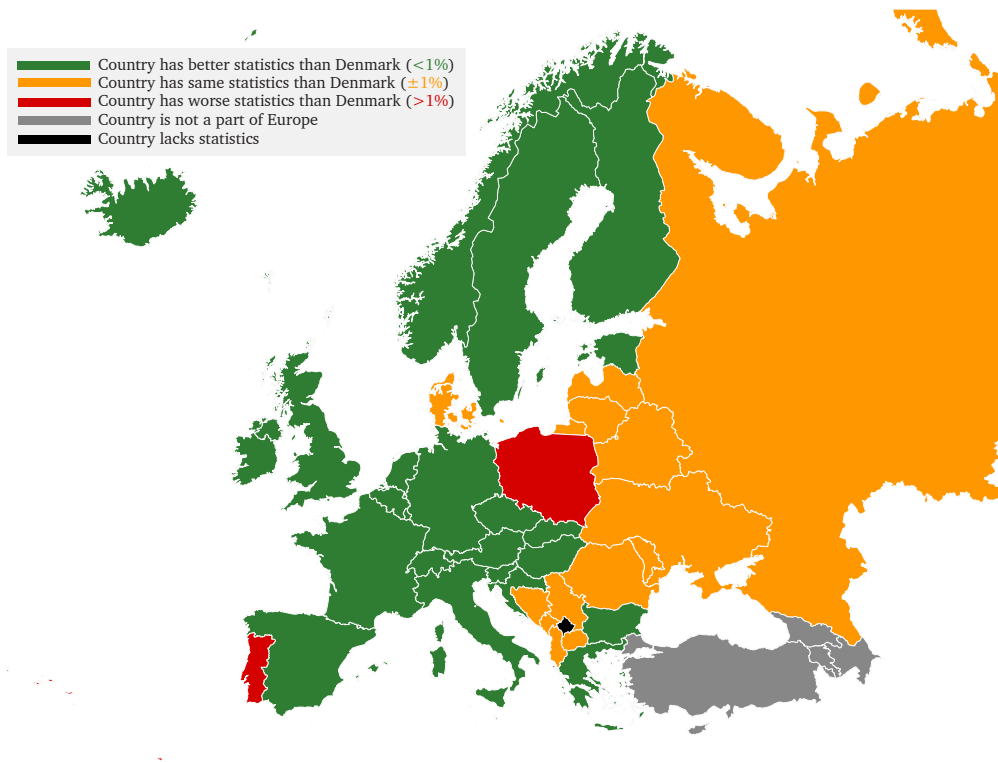 Country has better statistics than Denmark (<1%)
Country has same statistics than Denmark (±1%)
Country has worse statistics than Denmark (>1%)
Country is not a part of Europe
Country lacks statistics